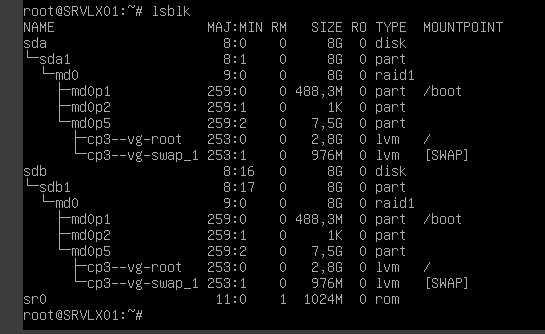 root@SRVLX01:~# lsblk
NAME                    MAJ:MIN RM   SIZE RO TYPE  MOUNTPOINT
sda                       8:0    0     8G  0 disk
└─sda1                    8:1    0     8G  0 part
  └─md0                   9:0    0     8G  0 raid1
    ├─md0p1             259:0    0 488,3M  0 part  /boot
    ├─md0p2             259:1    0     1K  0 part
    └─md0p5             259:2    0   7,5G  0 part
      ├─cp3--vg-root    253:0    0   2,8G  0 lvm   /
      └─cp3--vg-swap_1  253:1    0   976M  0 lvm   [SWAP]
sdb                       8:16   0     8G  0 disk
└─sdb1                    8:17   0     8G  0 part
  └─md0                   9:0    0     8G  0 raid1
    ├─md0p1             259:0    0 488,3M  0 part  /boot
    ├─md0p2             259:1    0     1K  0 part
    └─md0p5             259:2    0   7,5G  0 part
      ├─cp3--vg-root    253:0    0   2,8G  0 lvm   /
      └─cp3--vg-swap_1  253:1    0   976M  0 lvm   [SWAP]
sr0                      11:0    1  1024M  0 rom
root@SRVLX01:~#